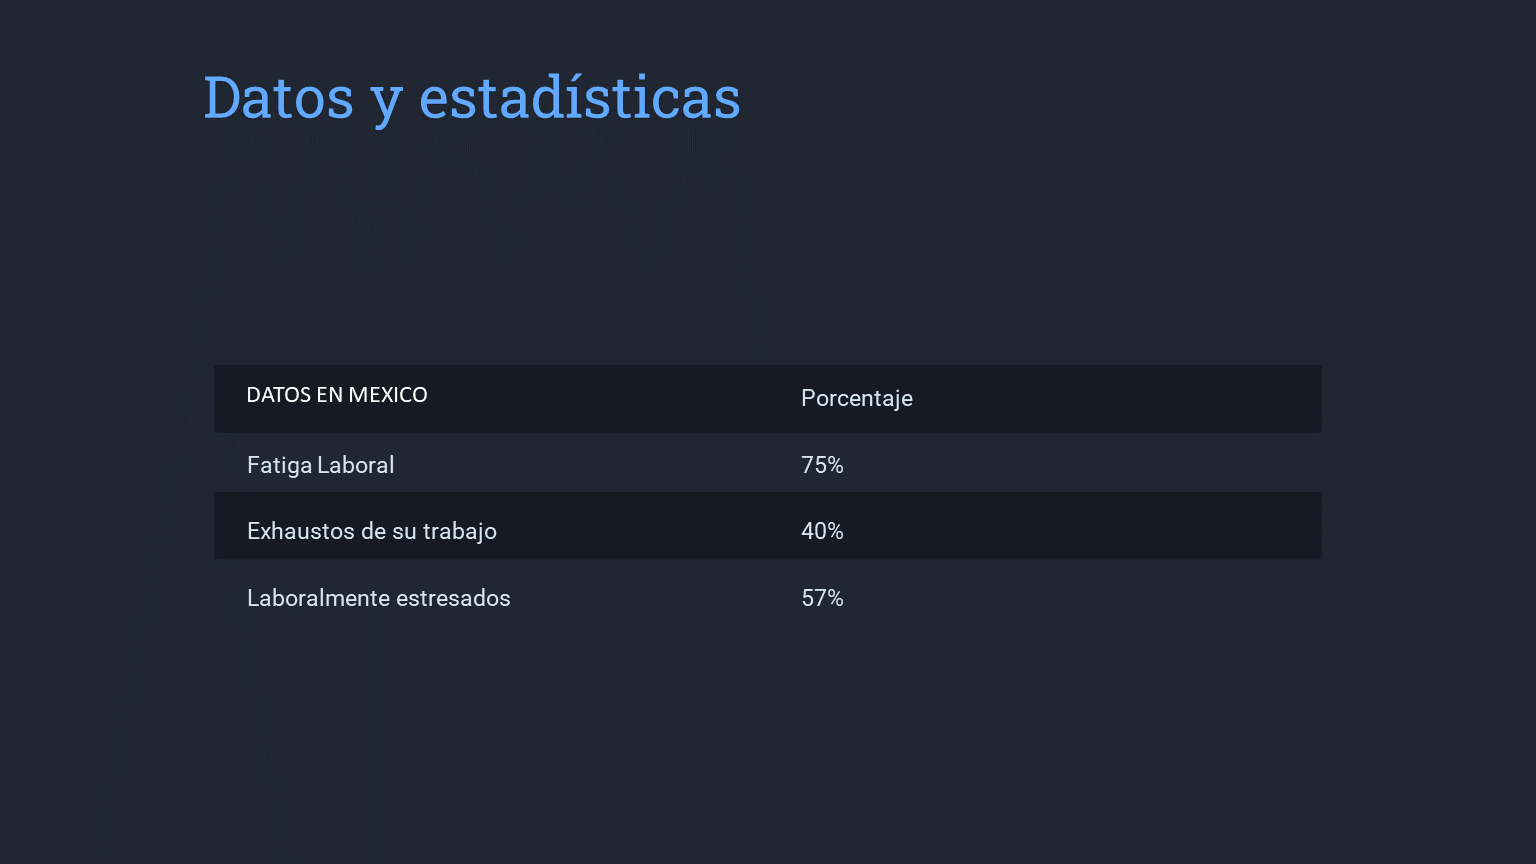 Datos y estadísticas
DATOS EN MEXICO Porcentaje
Fatiga Laboral 75%
Exhaustos de su trabajo 40%
Laboralmente estresados 57%